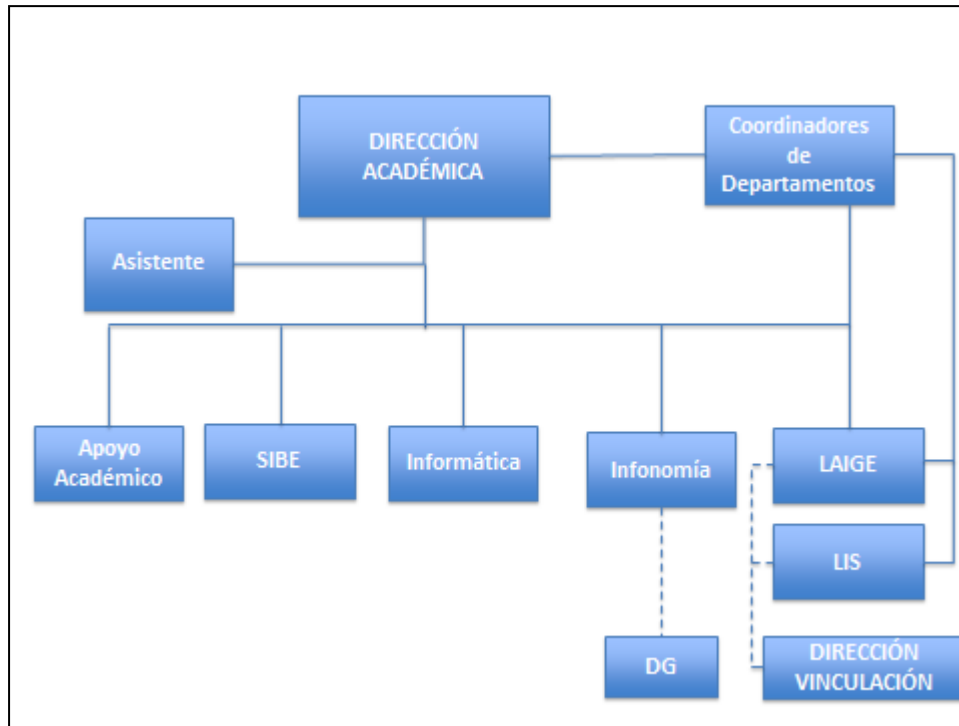 DIRECCIÓN
ACADÉMICA
Coordinadores
de
Departamentos
Asistente
Apoyo
Académico
SIBE
Informática
Infonomía
LAIGE
LIS
DG
DIRECCIÓN
VINCULACIÓN